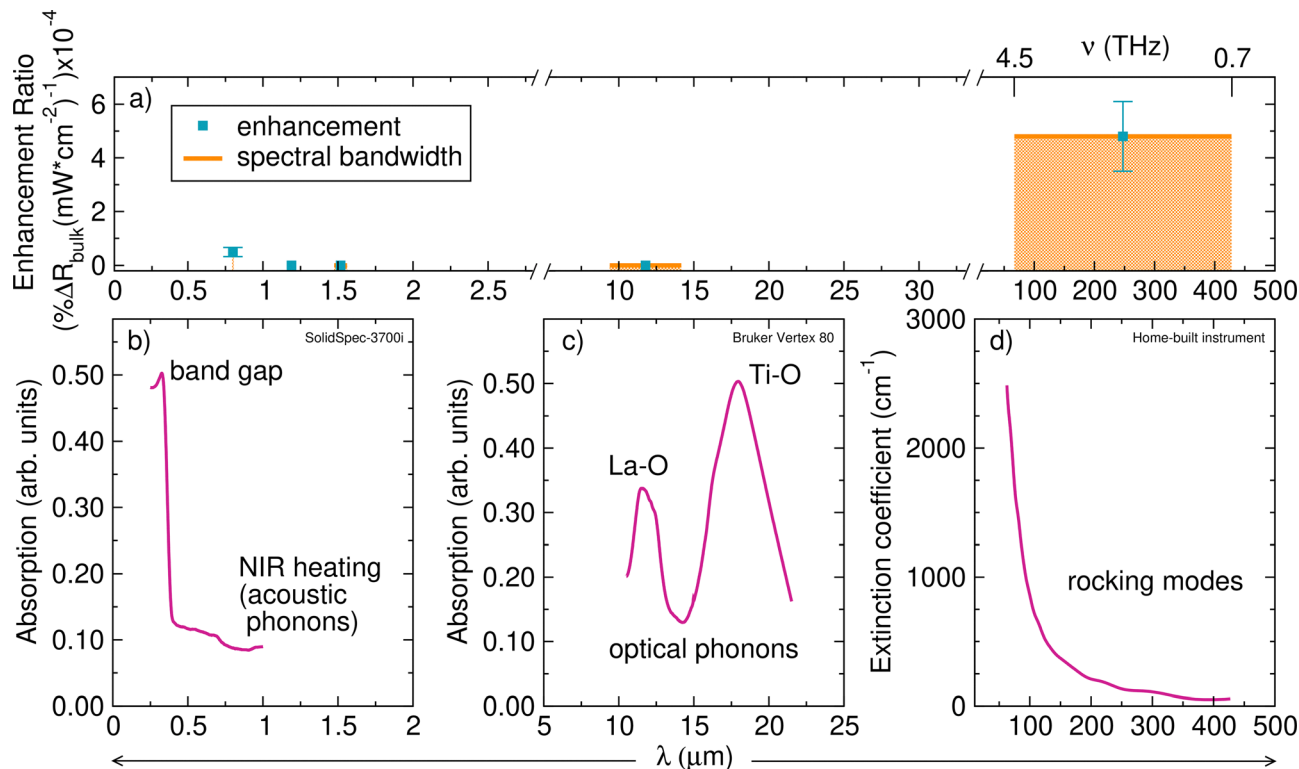 ν (THz)
4.5 0.7
Enhancement Ratio
(%ΔR_bulk(mW*cm^-2)^-1)x10^-4
a)
enhancement
spectral bandwidth
6
4
2
0
0 0.5 1 1.5 2 2.5 10 15 20 25 30 100 200 300 400 500
b) SolidSpec-3700i
band gap
NIR heating
(acoustic
phonons)
Absorption (arb. units)
0.50
0.40
0.30
0.20
0.10
0.00
0 0.5 1 1.5 2
c) Bruker Vertex 80
Ti-O
La-O
optical phonons
Absorption (arb. units)
0.50
0.40
0.30
0.20
0.10
0.00
5 10 15 20 25
d) Home-built instrument
rocking modes
Extinction coefficient (cm^-1)
3000
2000
1000
0
100 200 300 400 500
λ (μm)